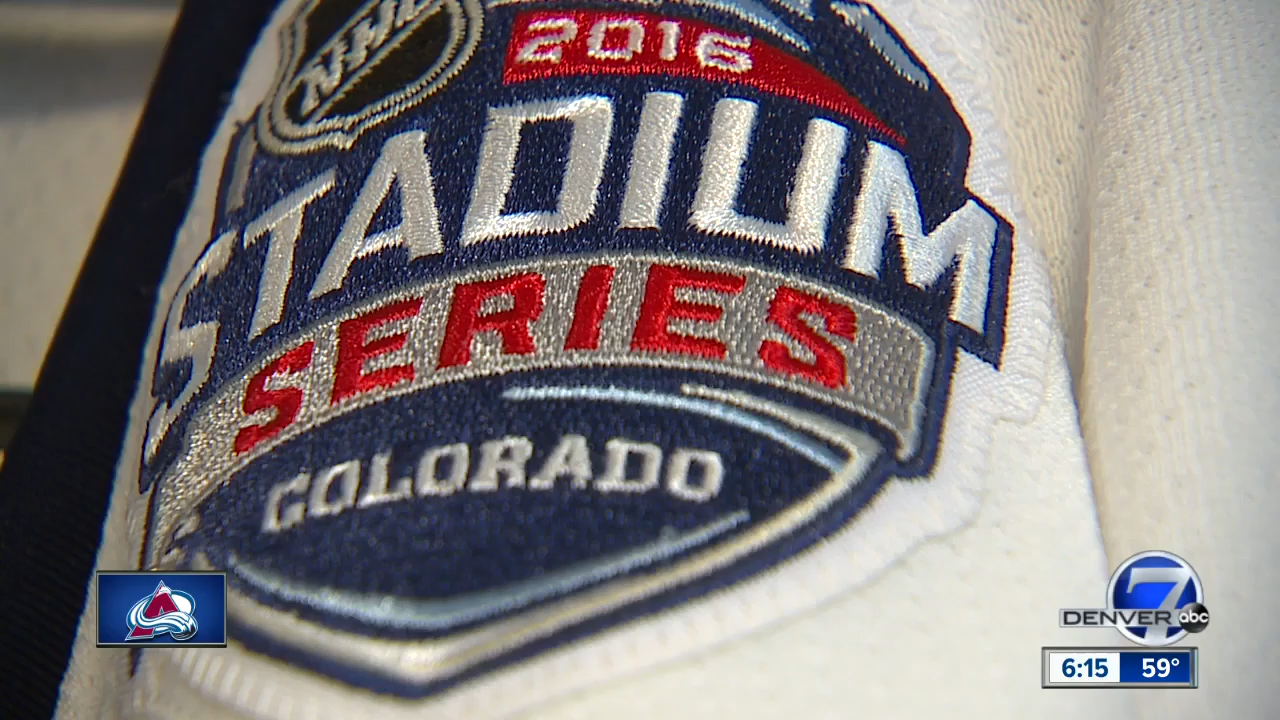 NHL
2016
STADIUM
SERIES
COLORADO
7
DENVER abc
6:15 59°